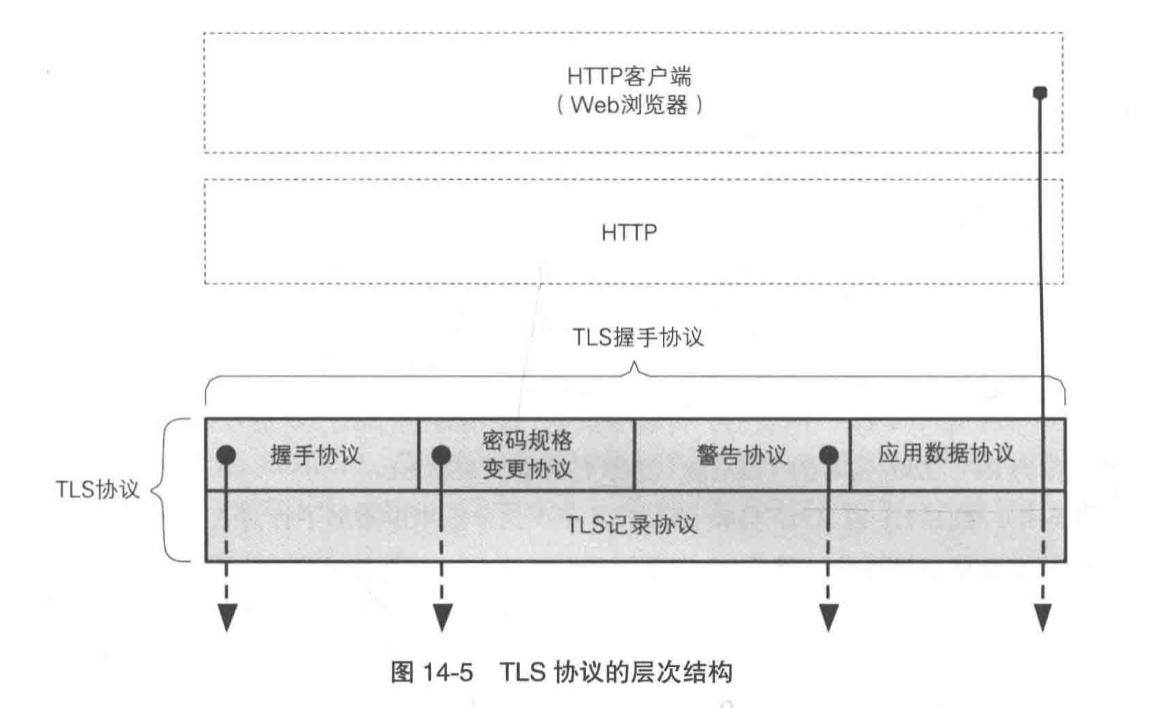 HTTP客户端
（Web浏览器）
HTTP
TLS握手协议
TLS协议
握手协议
密码规格
变更协议
警告协议
应用数据协议
TLS记录协议
图 14-5 TLS 协议的层次结构